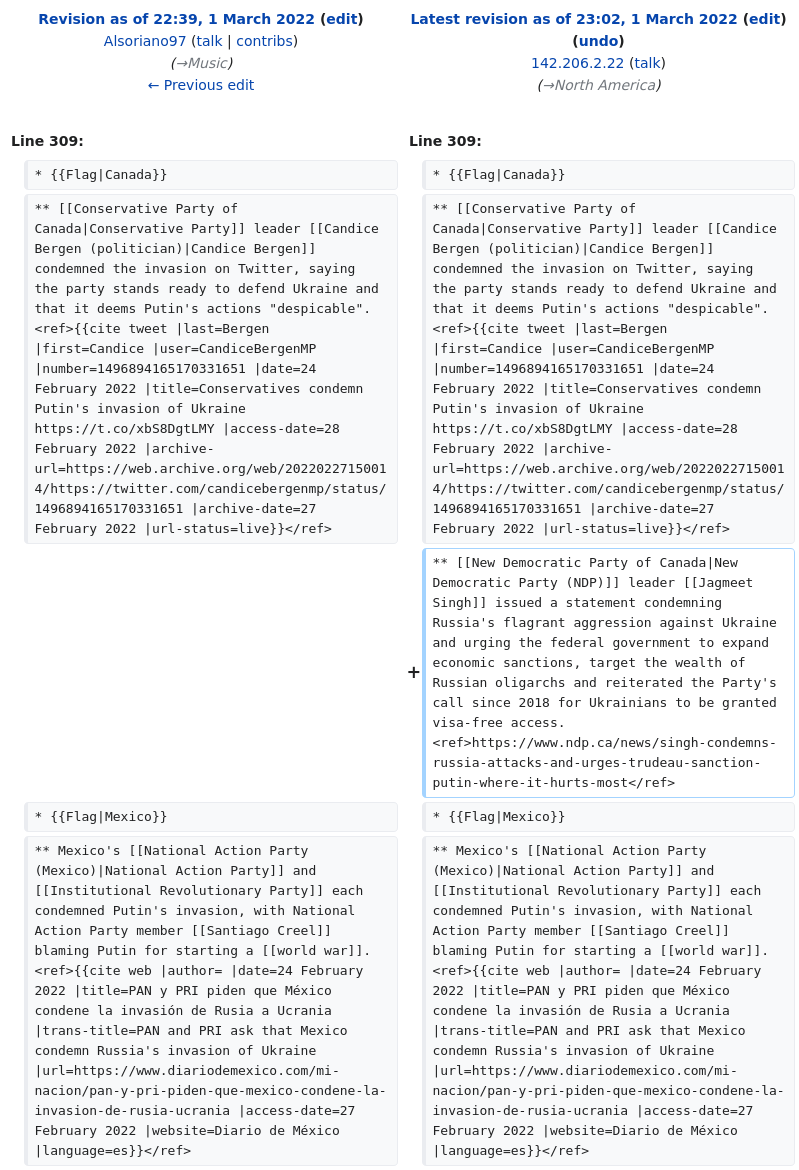 Revision as of 22:39, 1 March 2022 (edit)
Alsoriano97 (talk | contribs)
(→Music)
← Previous edit
Latest revision as of 23:02, 1 March 2022 (edit)
(undo)
142.206.2.22 (talk)
(→North America)
Line 309:
Line 309:
* {{Flag|Canada}}
* {{Flag|Canada}}
** [[Conservative Party of
Canada|Conservative Party]] leader [[Candice
Bergen (politician)|Candice Bergen]]
condemned the invasion on Twitter, saying
the party stands ready to defend Ukraine and
that it deems Putin's actions "despicable".
<ref>{{cite tweet |last=Bergen
|first=Candice |user=CandiceBergenMP
|number=1496894165170331651 |date=24
February 2022 |title=Conservatives condemn
Putin's invasion of Ukraine
https://t.co/xbS8DgtLMY |access-date=28
February 2022 |archive-
url=https://web.archive.org/web/2022022715001
4/https://twitter.com/candicebergenmp/status/
1496894165170331651 |archive-date=27
February 2022 |url-status=live}}</ref>
** [[Conservative Party of
Canada|Conservative Party]] leader [[Candice
Bergen (politician)|Candice Bergen]]
condemned the invasion on Twitter, saying
the party stands ready to defend Ukraine and
that it deems Putin's actions "despicable".
<ref>{{cite tweet |last=Bergen
|first=Candice |user=CandiceBergenMP
|number=1496894165170331651 |date=24
February 2022 |title=Conservatives condemn
Putin's invasion of Ukraine
https://t.co/xbS8DgtLMY |access-date=28
February 2022 |archive-
url=https://web.archive.org/web/2022022715001
4/https://twitter.com/candicebergenmp/status/
1496894165170331651 |archive-date=27
February 2022 |url-status=live}}</ref>
+
** [[New Democratic Party of Canada|New
Democratic Party (NDP)]] leader [[Jagmeet
Singh]] issued a statement condemning
Russia's flagrant aggression against Ukraine
and urging the federal government to expand
economic sanctions, target the wealth of
Russian oligarchs and reiterated the Party's
call since 2018 for Ukrainians to be granted
visa-free access.
<ref>https://www.ndp.ca/news/singh-condemns-
russia-attacks-and-urges-trudeau-sanction-
putin-where-it-hurts-most</ref>
* {{Flag|Mexico}}
* {{Flag|Mexico}}
** Mexico's [[National Action Party
(Mexico)|National Action Party]] and
[[Institutional Revolutionary Party]] each
condemned Putin's invasion, with National
Action Party member [[Santiago Creel]]
blaming Putin for starting a [[world war]].
<ref>{{cite web |author= |date=24 February
2022 |title=PAN y PRI piden que México
condene la invasión de Rusia a Ucrania
|trans-title=PAN and PRI ask that Mexico
condemn Russia's invasion of Ukraine
|url=https://www.diariodemexico.com/mi-
nacion/pan-y-pri-piden-que-mexico-condene-la-
invasion-de-rusia-ucrania |access-date=27
February 2022 |website=Diario de México
|language=es}}</ref>
** Mexico's [[National Action Party
(Mexico)|National Action Party]] and
[[Institutional Revolutionary Party]] each
condemned Putin's invasion, with National
Action Party member [[Santiago Creel]]
blaming Putin for starting a [[world war]].
<ref>{{cite web |author= |date=24 February
2022 |title=PAN y PRI piden que México
condene la invasión de Rusia a Ucrania
|trans-title=PAN and PRI ask that Mexico
condemn Russia's invasion of Ukraine
|url=https://www.diariodemexico.com/mi-
nacion/pan-y-pri-piden-que-mexico-condene-la-
invasion-de-rusia-ucrania |access-date=27
February 2022 |website=Diario de México
|language=es}}</ref>